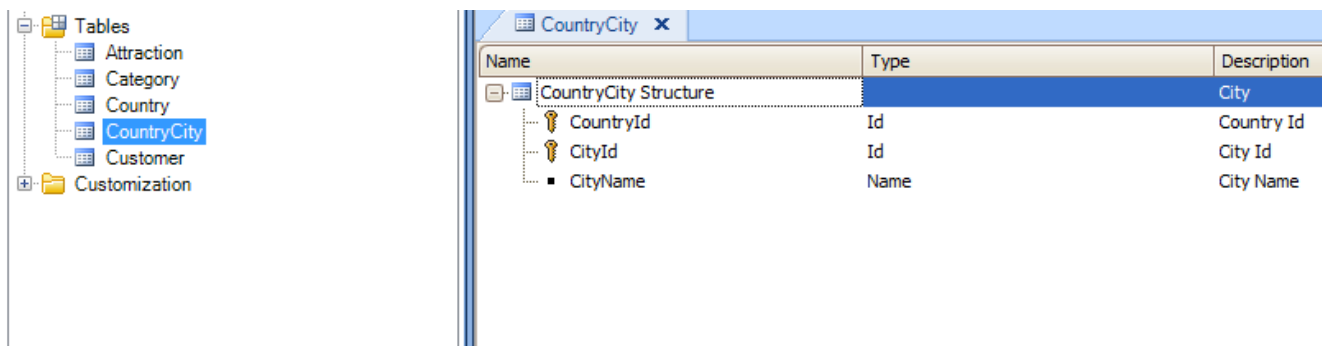 Tables
Attraction
Category
Country
CountryCity
Customer
Customization
CountryCity X
Name Type Description
CountryCity Structure City
CountryId Id Country Id
CityId Id City Id
CityName Name City Name